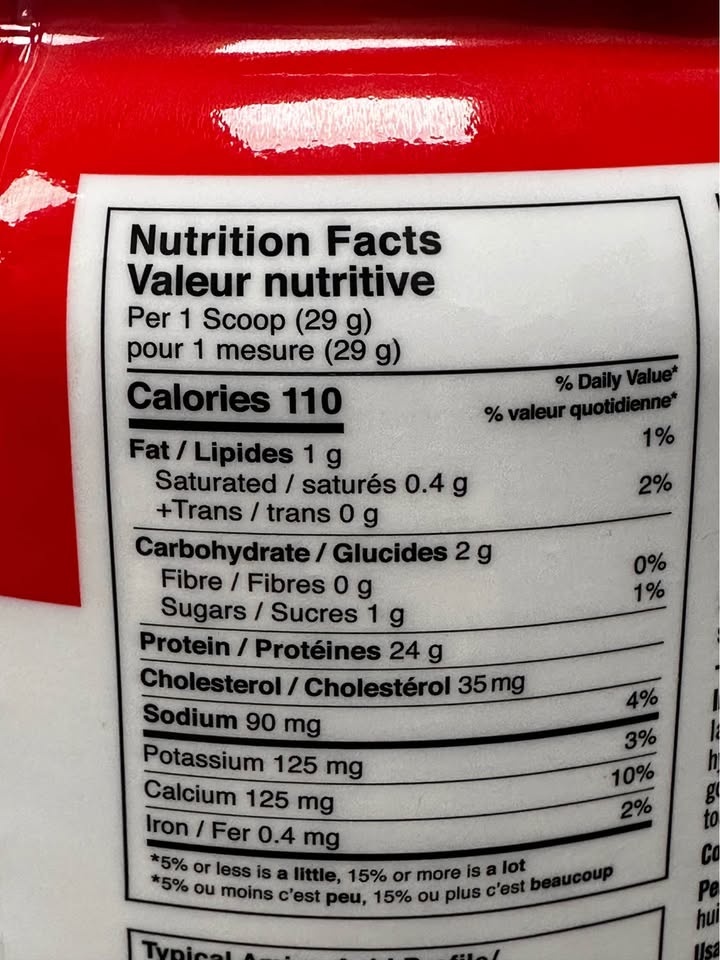 Nutrition Facts
Valeur nutritive
Per 1 Scoop (29 g)
pour 1 mesure (29 g)
Calories 110
% Daily Value*
% valeur quotidienne*
Fat / Lipides 1 g 1%
Saturated / saturés 0.4 g 2%
+Trans / trans 0 g
Carbohydrate / Glucides 2 g
Fibre / Fibres 0 g 0%
Sugars / Sucres 1 g 1%
Protein / Protéines 24 g
Cholesterol / Cholestérol 35 mg
Sodium 90 mg 4%
Potassium 125 mg 3%
Calcium 125 mg 10%
Iron / Fer 0.4 mg 2%
*5% or less is a little, 15% or more is a lot
*5% ou moins c'est peu, 15% ou plus c'est beaucoup
Typical